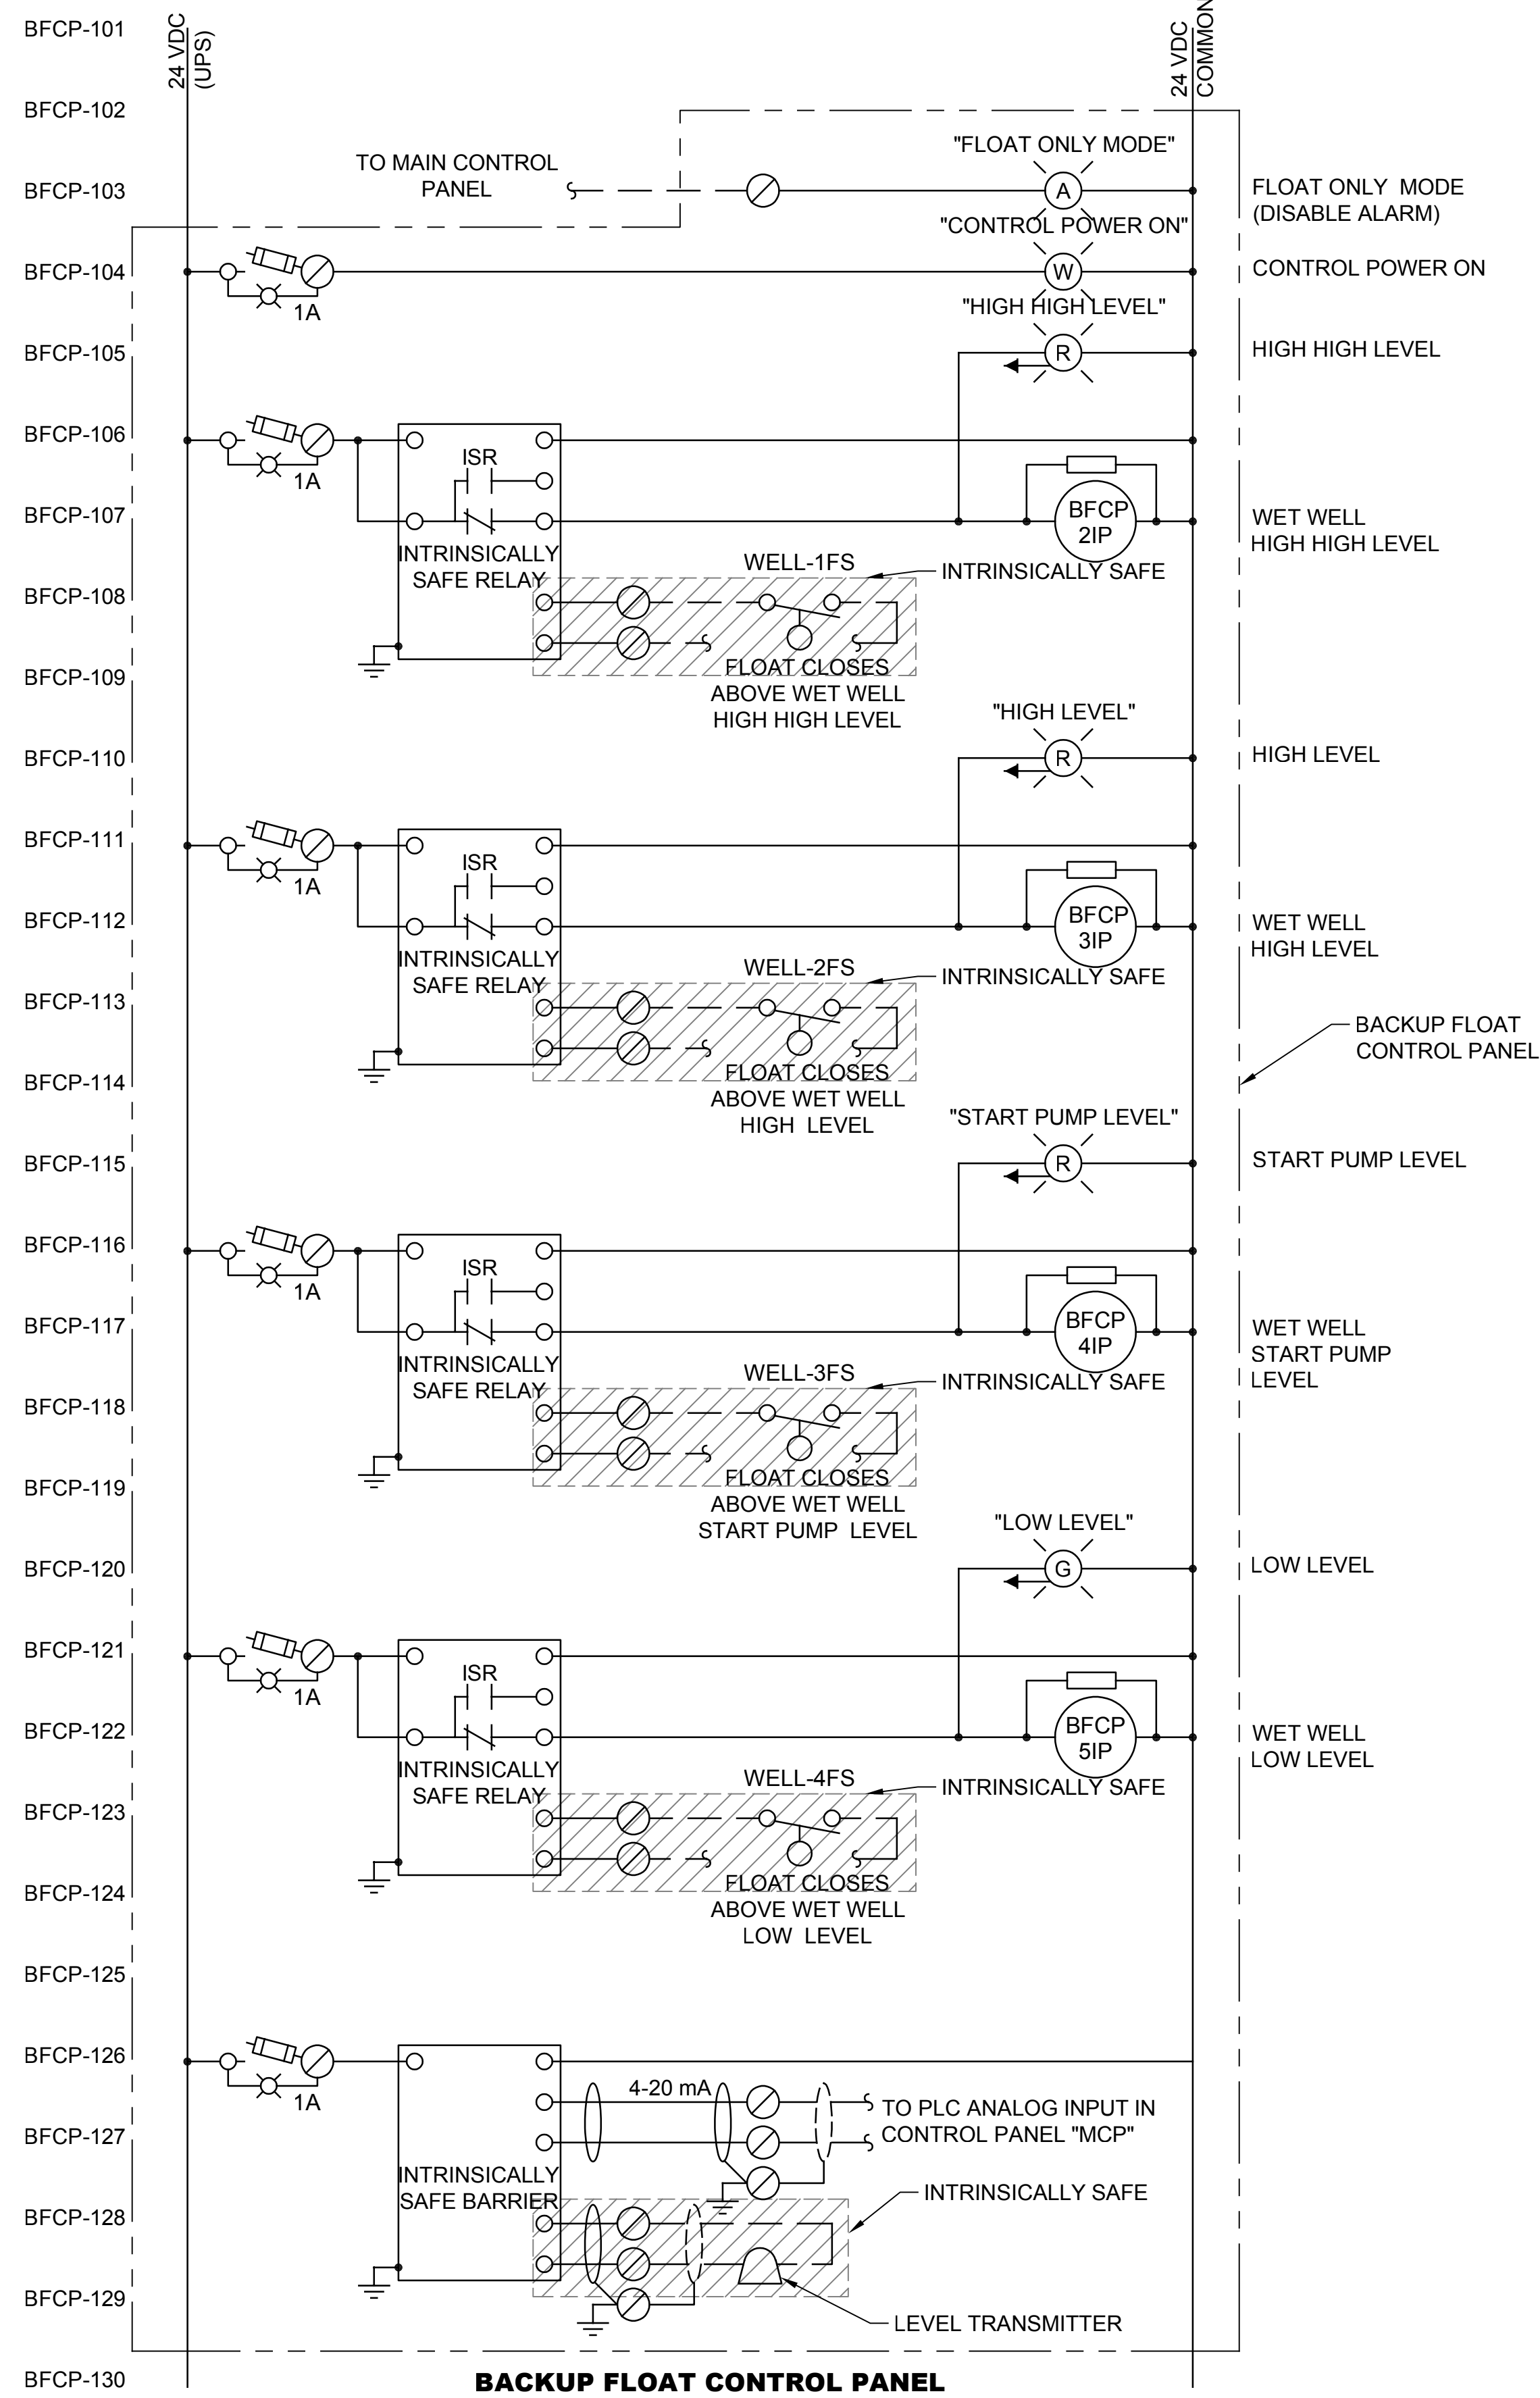 BFCP-101
24 VDC
(UPS)
24 VDC
COMMON
BFCP-102
"FLOAT ONLY MODE"
TO MAIN CONTROL
PANEL
BFCP-103
A
FLOAT ONLY  MODE
(DISABLE ALARM)
"CONTROL POWER ON"
BFCP-104
W
CONTROL POWER ON
1A
"HIGH HIGH LEVEL"
BFCP-105
R
HIGH HIGH LEVEL
BFCP-106
ISR
1A
BFCP-107
BFCP
2IP
WET WELL
HIGH HIGH LEVEL
INTRINSICALLY
SAFE RELAY
WELL-1FS
INTRINSICALLY SAFE
BFCP-108
FLOAT CLOSES
ABOVE WET WELL
HIGH HIGH LEVEL
BFCP-109
"HIGH LEVEL"
BFCP-110
R
HIGH LEVEL
BFCP-111
ISR
1A
BFCP-112
BFCP
3IP
WET WELL
HIGH LEVEL
INTRINSICALLY
SAFE RELAY
WELL-2FS
INTRINSICALLY SAFE
BFCP-113
BACKUP FLOAT
CONTROL PANEL
FLOAT CLOSES
ABOVE WET WELL
HIGH  LEVEL
BFCP-114
"START PUMP LEVEL"
BFCP-115
R
START PUMP LEVEL
BFCP-116
ISR
1A
BFCP-117
BFCP
4IP
WET WELL
START PUMP
LEVEL
INTRINSICALLY
SAFE RELAY
WELL-3FS
INTRINSICALLY SAFE
BFCP-118
FLOAT CLOSES
ABOVE WET WELL
START PUMP  LEVEL
BFCP-119
"LOW LEVEL"
BFCP-120
G
LOW LEVEL
BFCP-121
ISR
1A
BFCP-122
BFCP
5IP
WET WELL
LOW LEVEL
INTRINSICALLY
SAFE RELAY
WELL-4FS
INTRINSICALLY SAFE
BFCP-123
FLOAT CLOSES
ABOVE WET WELL
LOW  LEVEL
BFCP-124
BFCP-125
BFCP-126
1A
4-20 mA
TO PLC ANALOG INPUT IN
CONTROL PANEL "MCP"
BFCP-127
INTRINSICALLY
SAFE BARRIER
INTRINSICALLY SAFE
BFCP-128
BFCP-129
LEVEL TRANSMITTER
BFCP-130
BACKUP FLOAT CONTROL PANEL